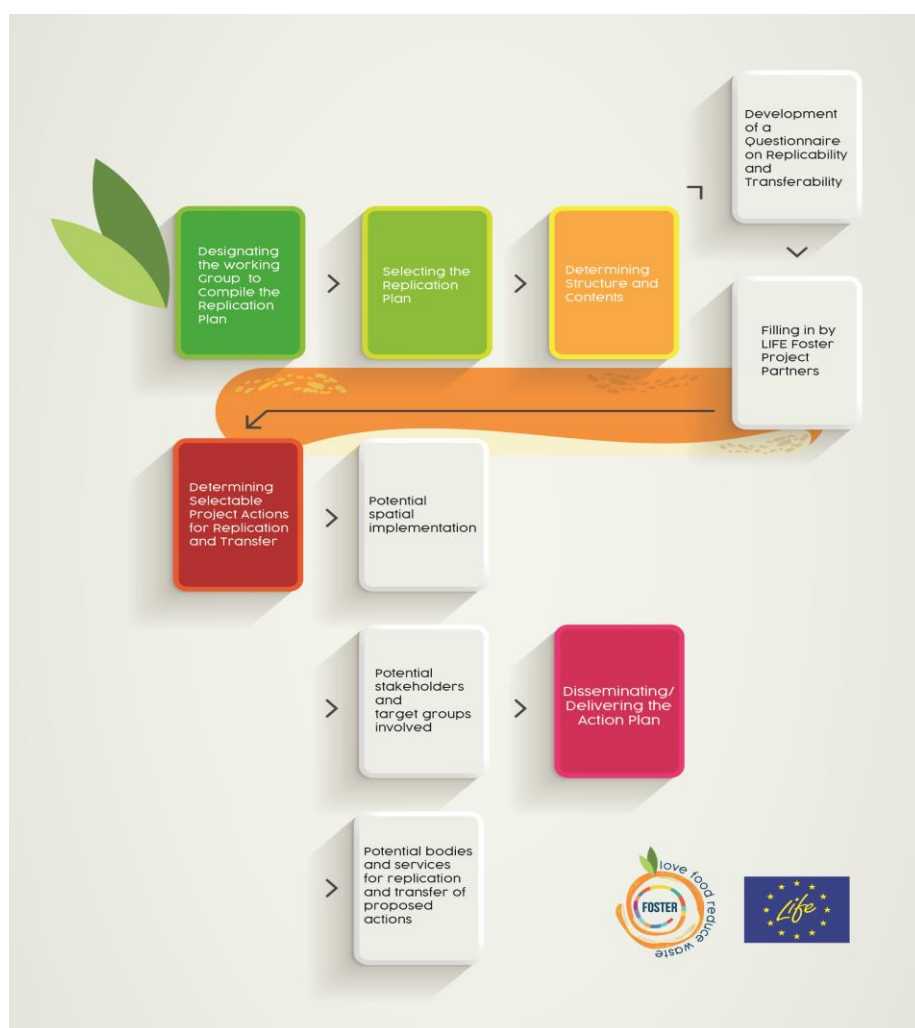 Designating
the working
Group to
Compile the
Replication
Plan
Selecting the
Replication
Plan
Determining
Structure and
Contents
Development
of a
Questionnaire
on Replicability
and
Transferability
Filling in by
LIFE Foster
Project
Partners
Determining
Selectable
Project Actions
for Replication
and Transfer
Potential
spatial
implementation
Potential
stakeholders
and
target groups
involved
Disseminating/
Delivering the
Action Plan
Potential bodies
and services
for replication
and transfer of
proposed
actions
love food reduce waste
FOSTER
Life